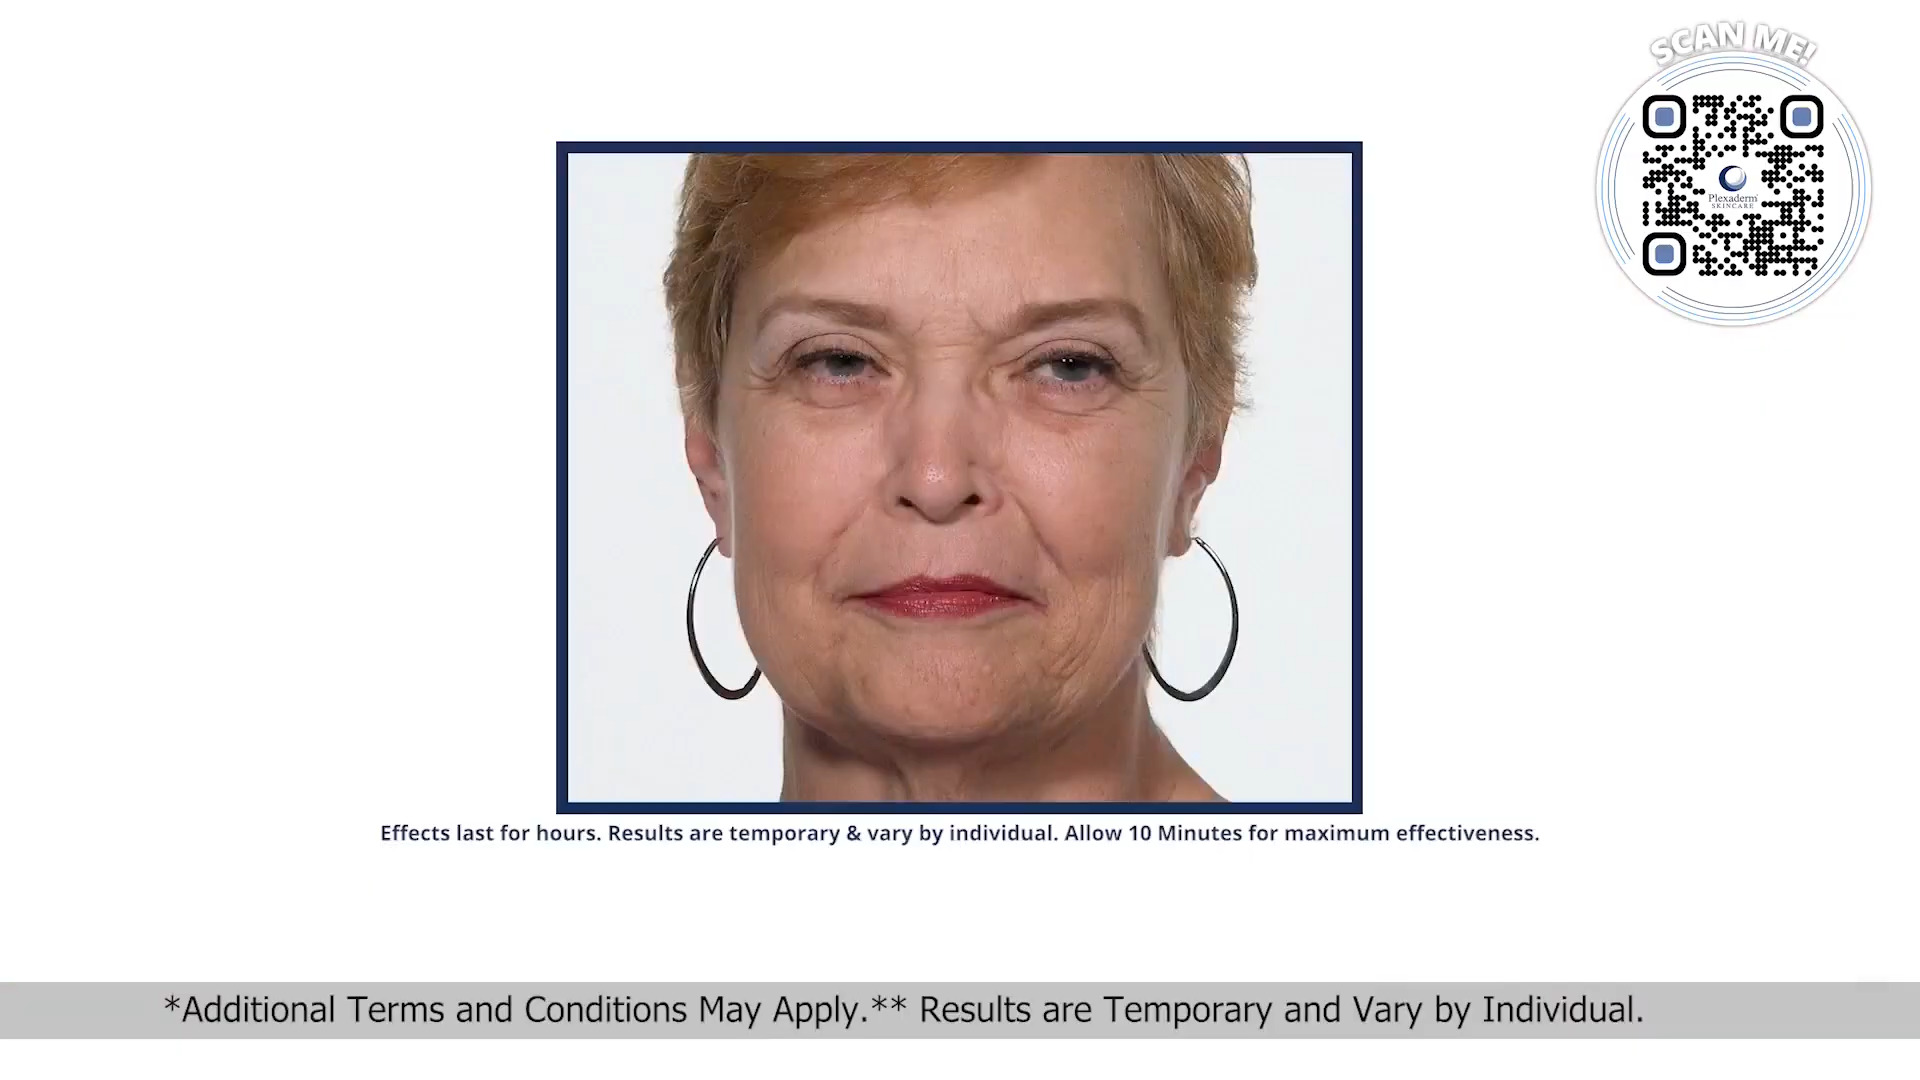 SCAN ME!
Plexaderm
SKINCARE
Effects last for hours. Results are temporary & vary by individual. Allow 10 Minutes for maximum effectiveness.
*Additional Terms and Conditions May Apply.** Results are Temporary and Vary by Individual.